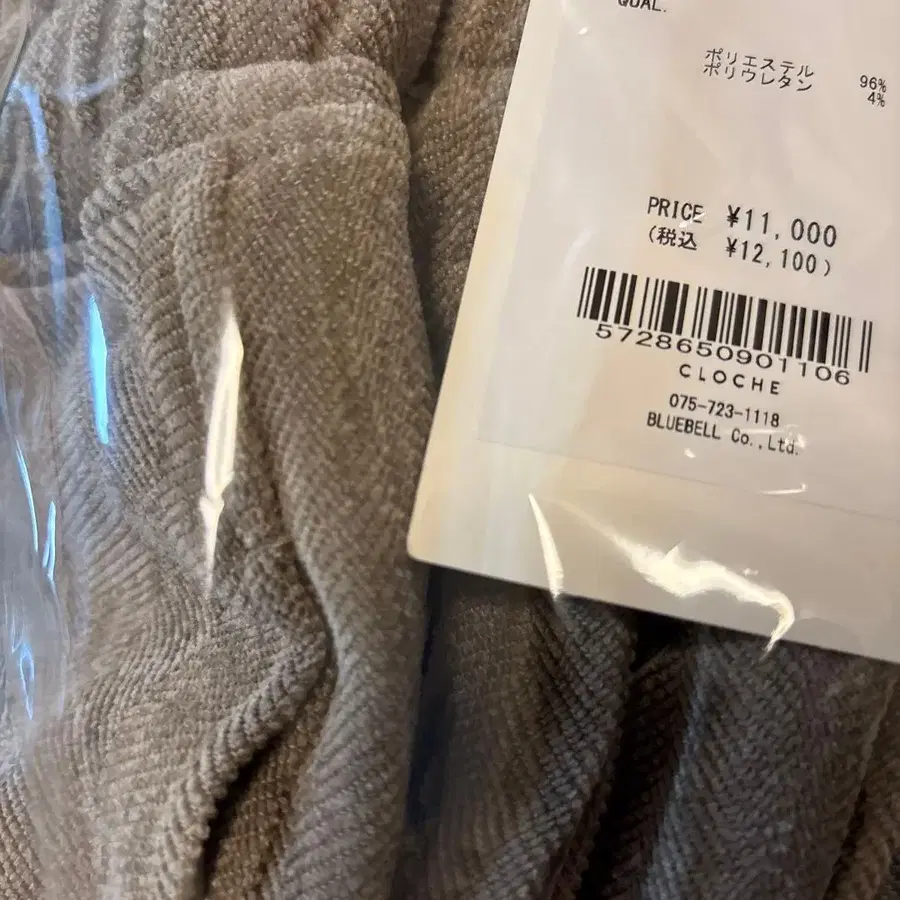 QUAL.
ポリエステル 96%
ポリウレタン 4%
PRICE ¥11,000
(税込 ¥12,100)
5728650901106
CLOCHE
075-723-1118
BLUEBELL Co.,Ltd.